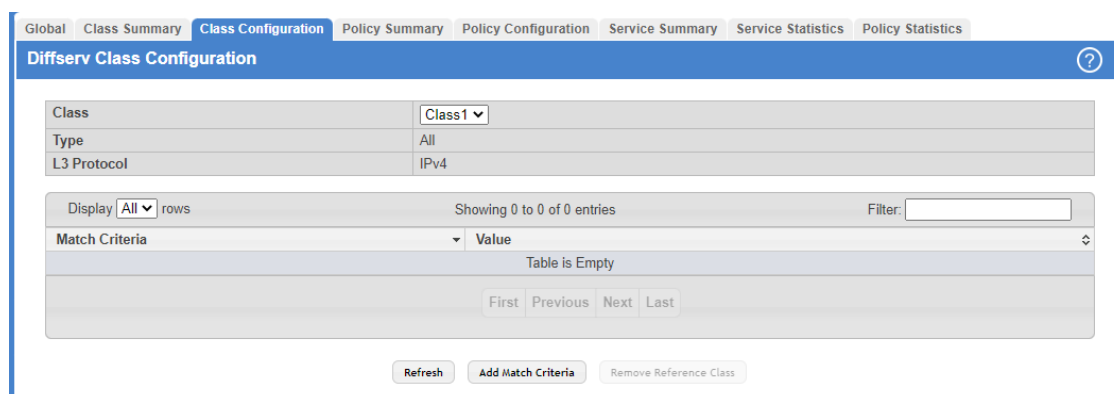 Global Class Summary Class Configuration Policy Summary Policy Configuration Service Summary Service Statistics Policy Statistics
Diffserv Class Configuration ?
Class Class1
Type All
L3 Protocol IPv4
Display All rows Showing 0 to 0 of 0 entries Filter:
Match Criteria Value
Table is Empty
First Previous Next Last
Refresh Add Match Criteria Remove Reference Class